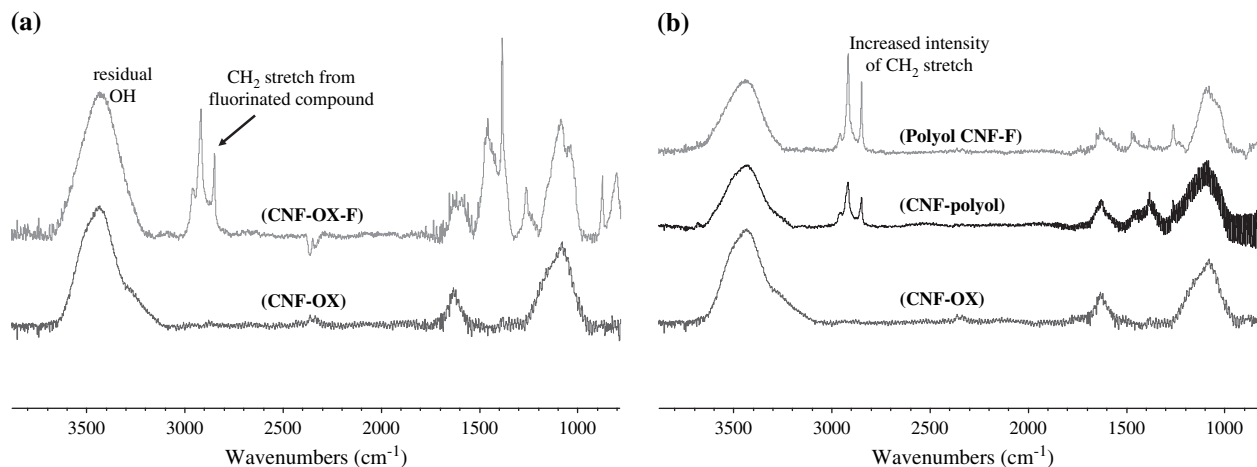 (a)
residual
OH
CH₂ stretch from
fluorinated compound
(CNF-OX-F)
(CNF-OX)
3500 3000 2500 2000 1500 1000
Wavenumbers (cm⁻¹)
(b)
Increased intensity
of CH₂ stretch
(Polyol CNF-F)
(CNF-polyol)
(CNF-OX)
3500 3000 2500 2000 1500 1000
Wavenumbers (cm⁻¹)